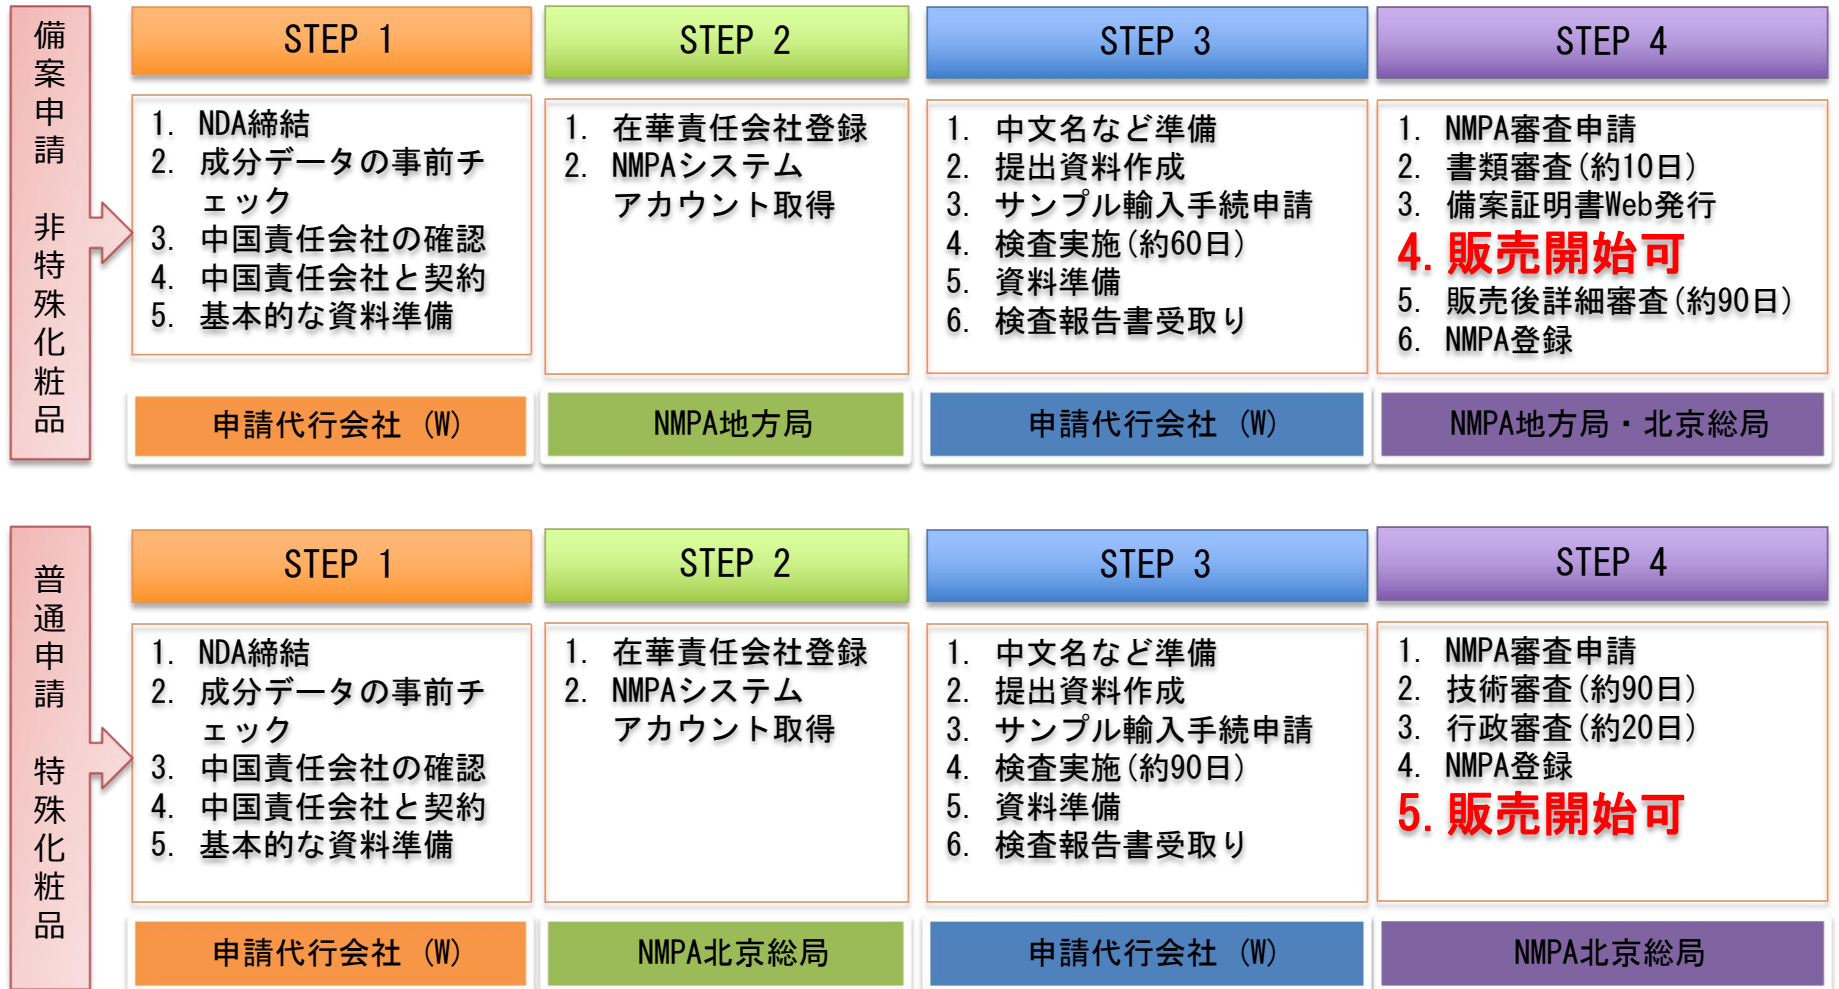 備案申請　非特殊化粧品
STEP 1
1. NDA締結
2. 成分データの事前チ
ェック
3. 中国責任会社の確認
4. 中国責任会社と契約
5. 基本的な資料準備
申請代行会社 (W)
STEP 2
1. 在華責任会社登録
2. NMPAシステム
アカウント取得
NMPA地方局
STEP 3
1. 中文名など準備
2. 提出資料作成
3. サンプル輸入手続申請
4. 検査実施(約60日)
5. 資料準備
6. 検査報告書受取り
申請代行会社 (W)
STEP 4
1. NMPA審査申請
2. 書類審査(約10日)
3. 備案証明書Web発行
4. 販売開始可
5. 販売後詳細審査(約90日)
6. NMPA登録
NMPA地方局・北京総局
普通申請　特殊化粧品
STEP 1
1. NDA締結
2. 成分データの事前チ
ェック
3. 中国責任会社の確認
4. 中国責任会社と契約
5. 基本的な資料準備
申請代行会社 (W)
STEP 2
1. 在華責任会社登録
2. NMPAシステム
アカウント取得
NMPA北京総局
STEP 3
1. 中文名など準備
2. 提出資料作成
3. サンプル輸入手続申請
4. 検査実施(約90日)
5. 資料準備
6. 検査報告書受取り
申請代行会社 (W)
STEP 4
1. NMPA審査申請
2. 技術審査(約90日)
3. 行政審査(約20日)
4. NMPA登録
5. 販売開始可
NMPA北京総局